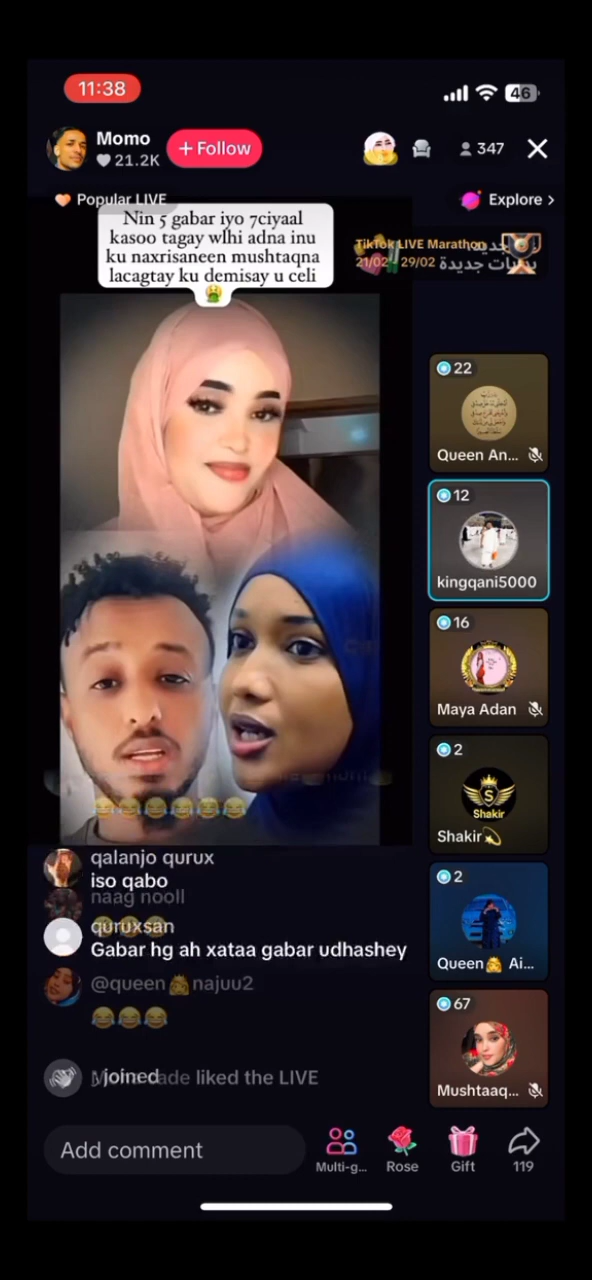 11:38
46
Momo
21.2K
+ Follow
347
Popular LIVE
Explore >
Nin 5 gabar iyo 7ciyaal
kasoo tagay wlhi adna inu
ku naxrisaneen mushtaqna
lacagtay ku demisay u celi
TikTok LIVE Marathon
21/02 - 29/02
جديدة
22
Queen An...
12
kingqani5000
16
Maya Adan
2
Shakir
Shakir
2
Queen Ai...
67
Mushtaaq...
qalanjo qurux
iso qabo
naag nooll
quruxsan
Gabar hg ah xataa gabar udhashey
@queen najuu2
joined
liked the LIVE
Add comment
Multi-g...
Rose
Gift
119